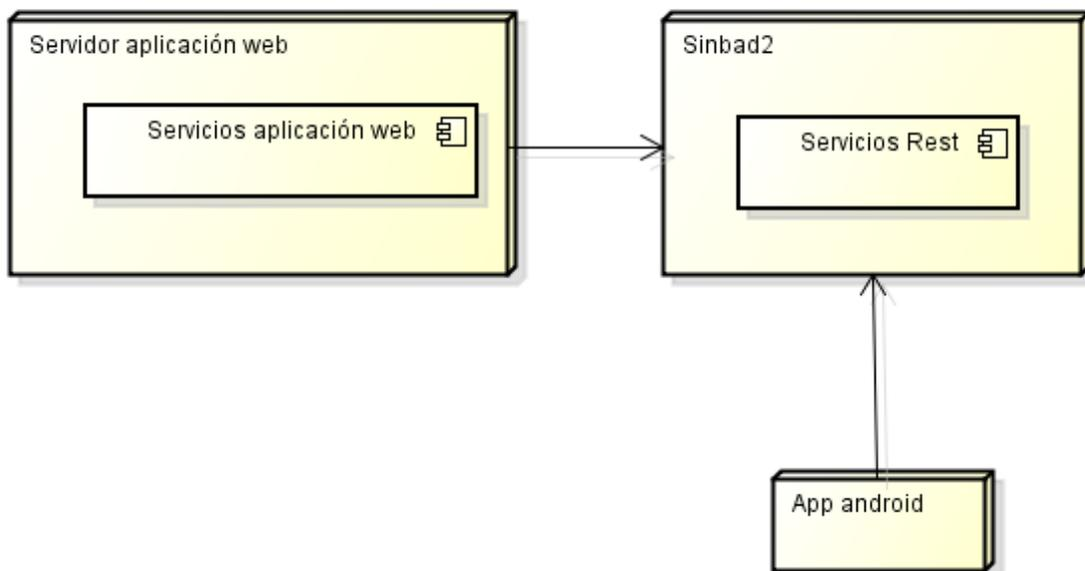 Servidor aplicación web
Servicios aplicación web
Sinbad2
Servicios Rest
App android